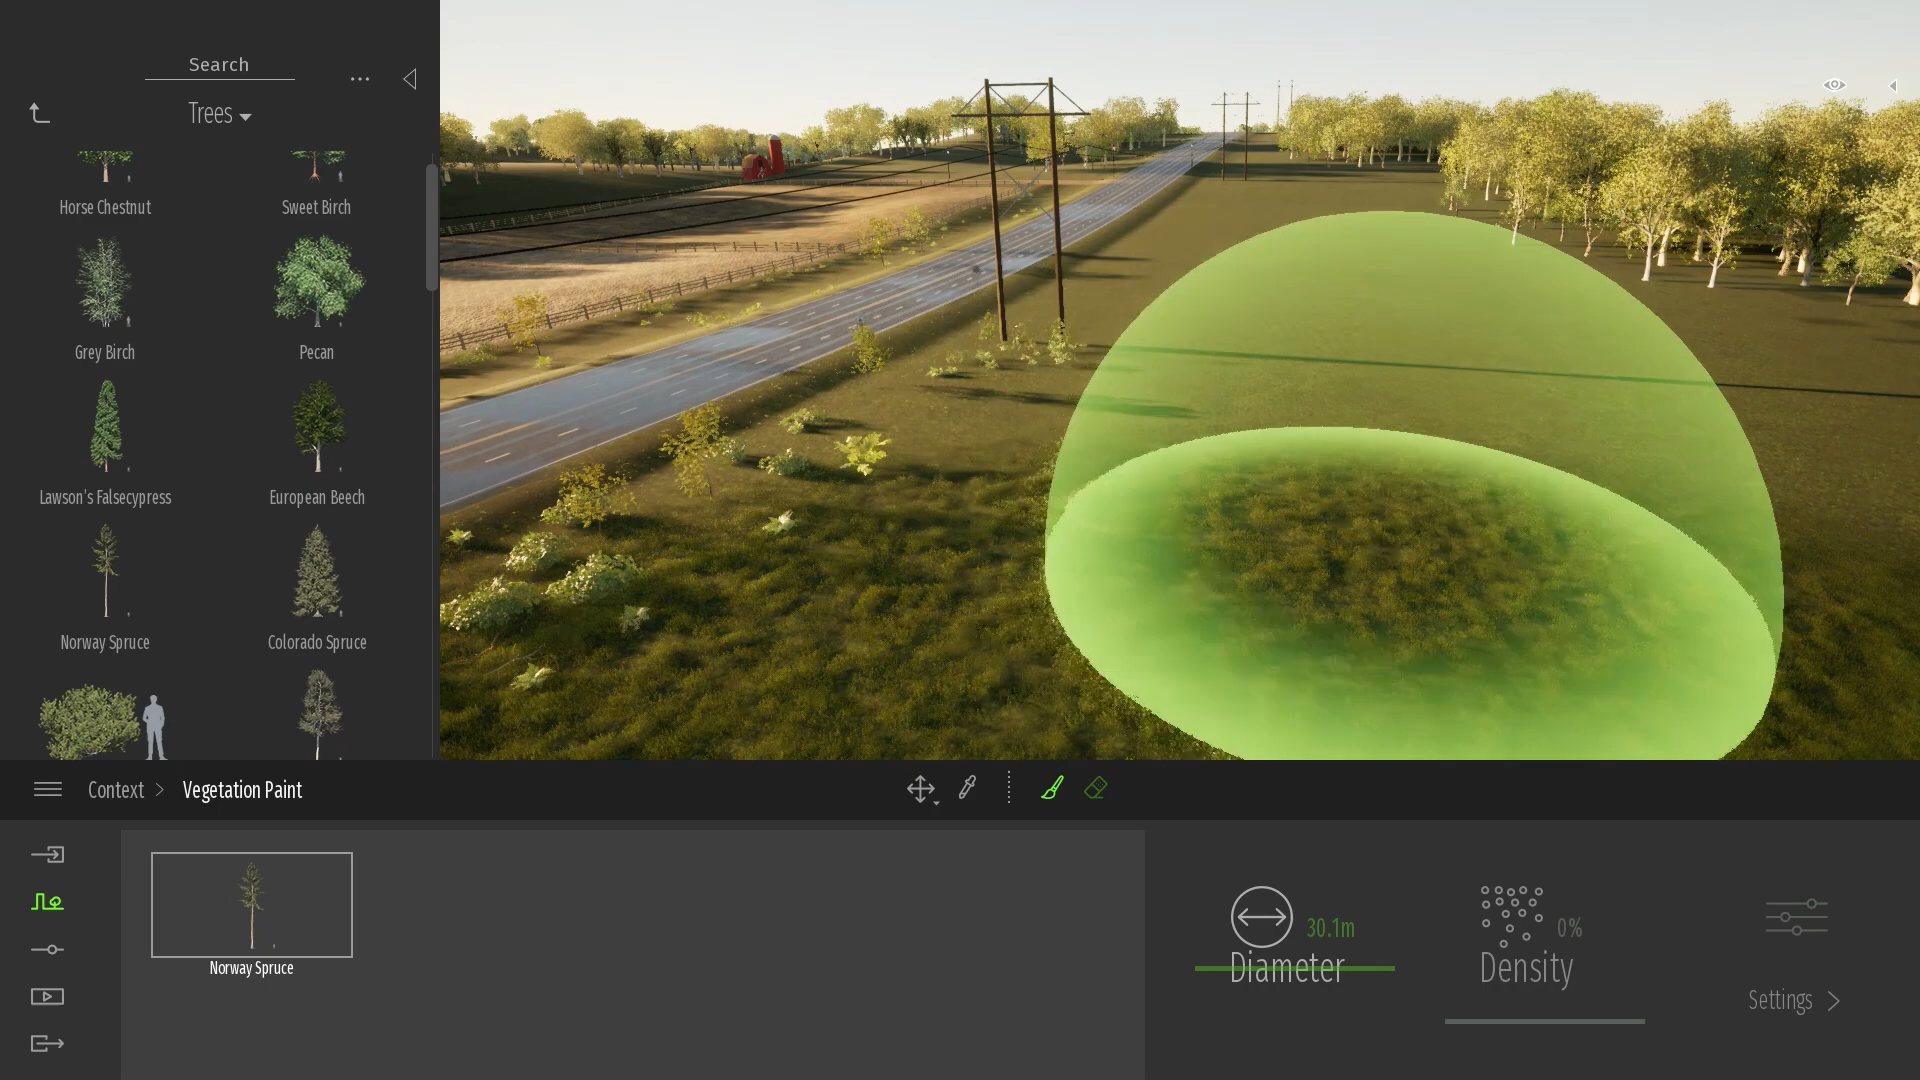 Search
...
Trees
Horse Chestnut
Sweet Birch
Grey Birch
Pecan
Lawson's Falsecypress
European Beech
Norway Spruce
Colorado Spruce
Context > Vegetation Paint
Norway Spruce
30.1m
Diameter
0%
Density
Settings >